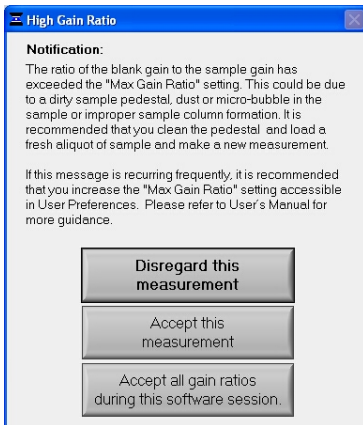 High Gain Ratio
Notification:
The ratio of the blank gain to the sample gain has
exceeded the "Max Gain Ratio" setting. This could be due
to a dirty sample pedestal, dust or micro-bubble in the
sample or improper sample column formation. It is
recommended that you clean the pedestal and load a
fresh aliquot of sample and make a new measurement.
If this message is recurring frequently, it is recommended
that you increase the "Max Gain Ratio" setting accessible
in User Preferences. Please refer to User's Manual for
more guidance.
Disregard this
measurement
Accept this
measurement
Accept all gain ratios
during this software session.